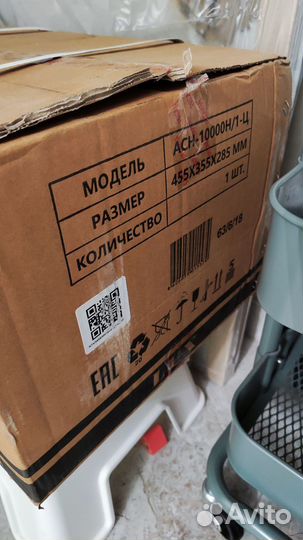 МОДЕЛЬ АСН-10000Н/1-Ц
РАЗМЕР 455X355X285 ММ
КОЛИЧЕСТВО 1 ШТ.
63/6/18
EAC
Avito